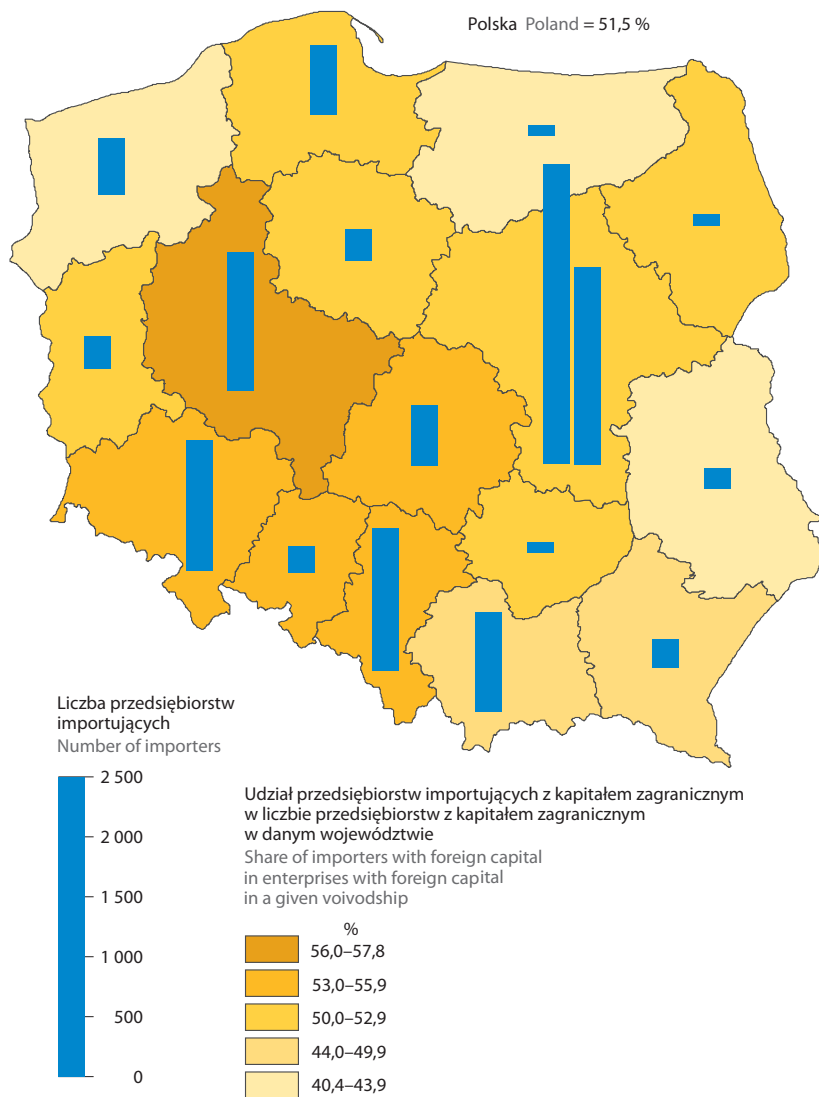 Polska Poland = 51,5 %
Liczba przedsiębiorstw
importujących
Number of importers
2 500
2 000
1 500
1 000
500
0
Udział przedsiębiorstw importujących z kapitałem zagranicznym
w liczbie przedsiębiorstw z kapitałem zagranicznym
w danym województwie
Share of importers with foreign capital
in enterprises with foreign capital
in a given voivodship
%
56,0–57,8
53,0–55,9
50,0–52,9
44,0–49,9
40,4–43,9